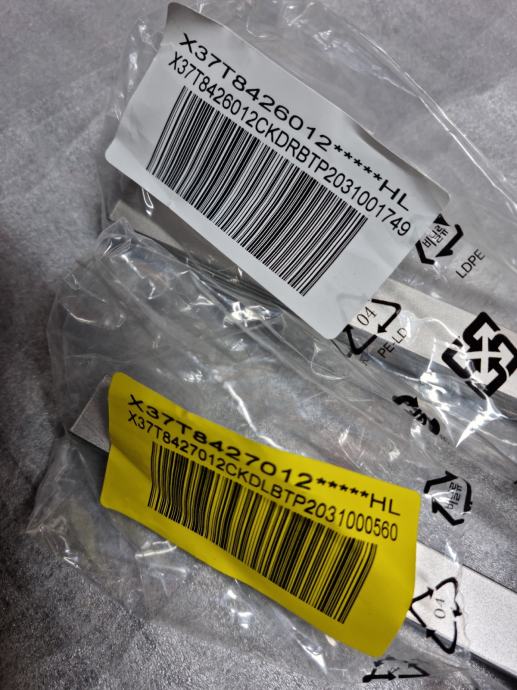 X37T8426012*****HL
X37T8426012CKDRBTP2031001749
비닐류
LDPE
04
PE-LD
X37T8427012*****HL
X37T8427012CKDLBTP2031000560
비닐류
04